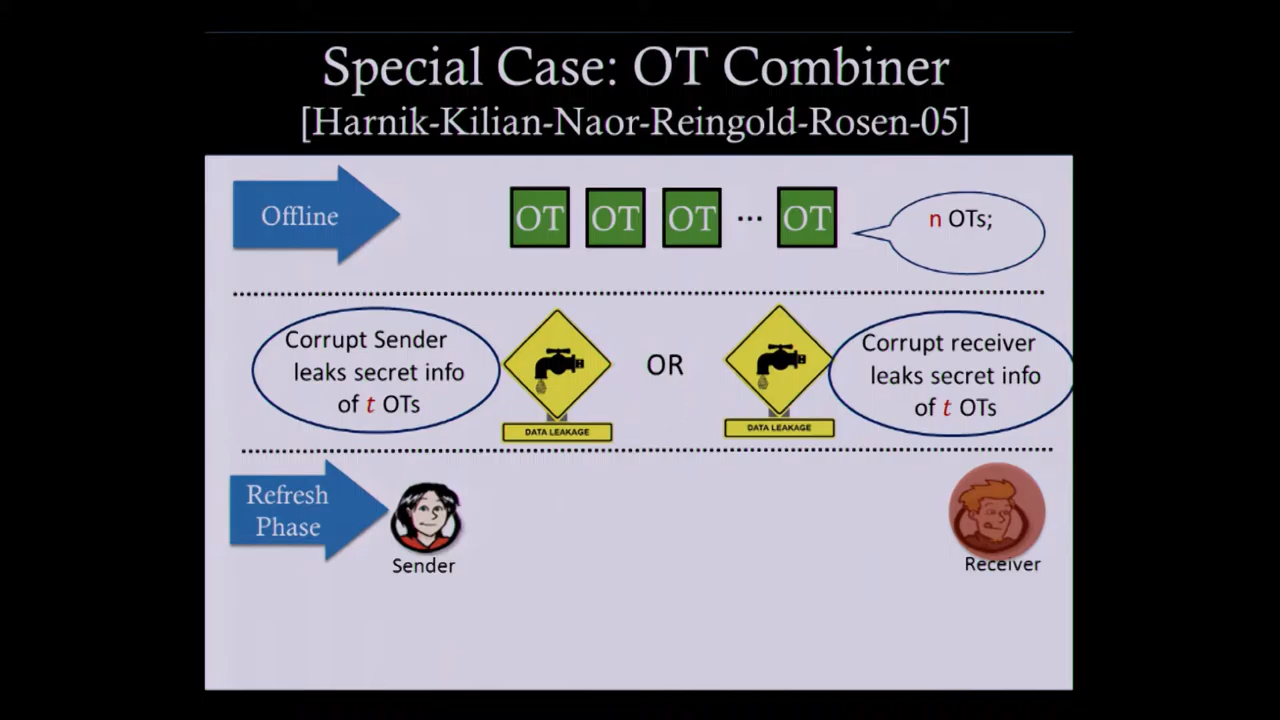 Special Case: OT Combiner
[Harnik-Kilian-Naor-Reingold-Rosen-05]
Offline
OT OT OT ... OT
n OTs;
Corrupt Sender
leaks secret info
of t OTs
DATA LEAKAGE
OR
DATA LEAKAGE
Corrupt receiver
leaks secret info
of t OTs
Refresh
Phase
Sender
Receiver